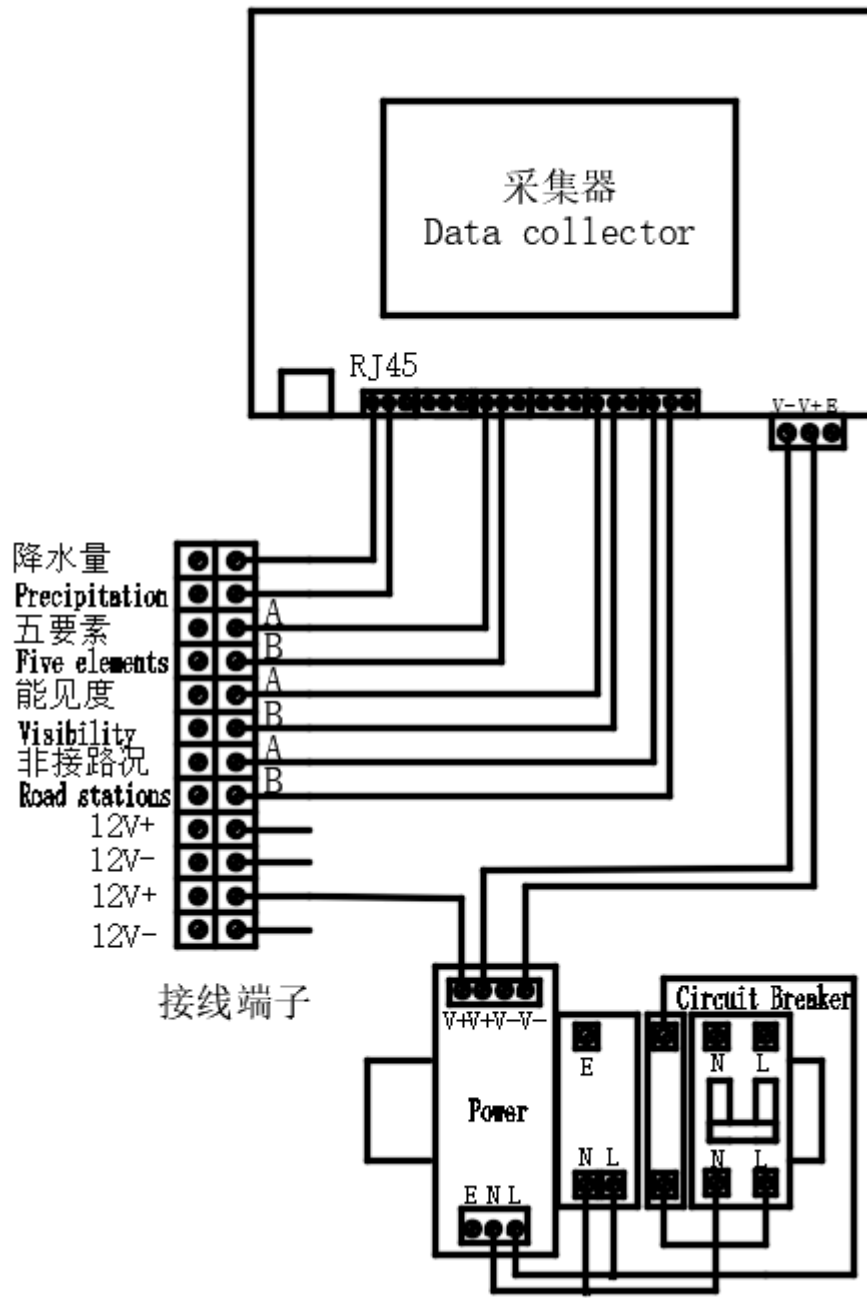 采集器
Data collector
RJ45
V-V+E
降水量
Precipitation
A
五要素
B
Five elements
A
能见度
B
Visibility
A
非接路况
B
Road stations
12V+
12V-
12V+
12V-
接线端子
V+V+V-V-
Circuit Breaker
E
N L
Power
N L
N L
E N L